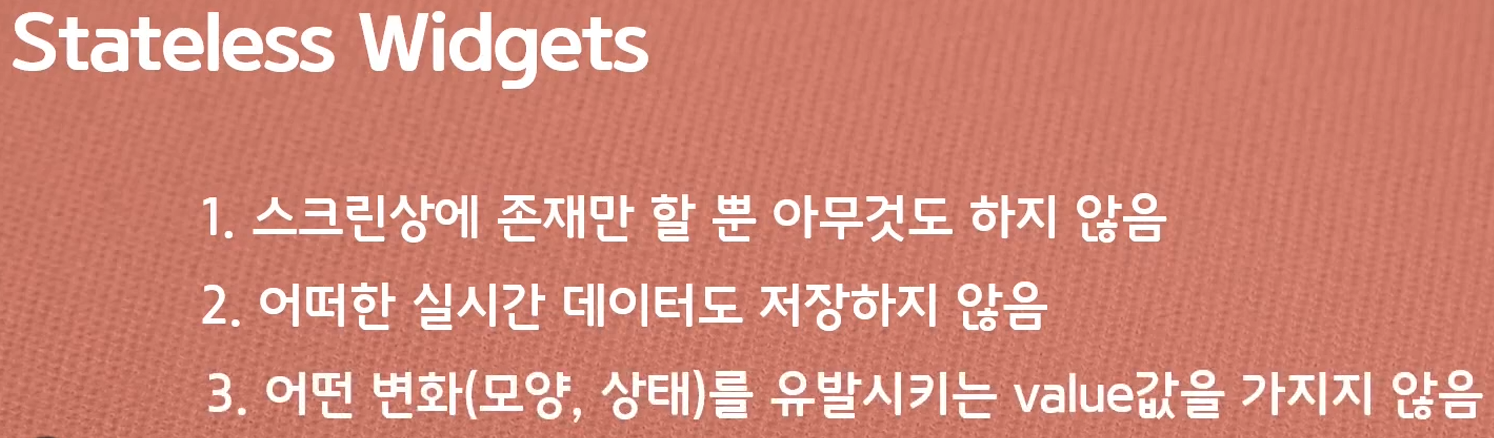 Stateless Widgets
1. 스크린상에 존재만 할 뿐 아무것도 하지 않음
2. 어떠한 실시간 데이터도 저장하지 않음
3. 어떤 변화(모양, 상태)를 유발시키는 value값을 가지지 않음